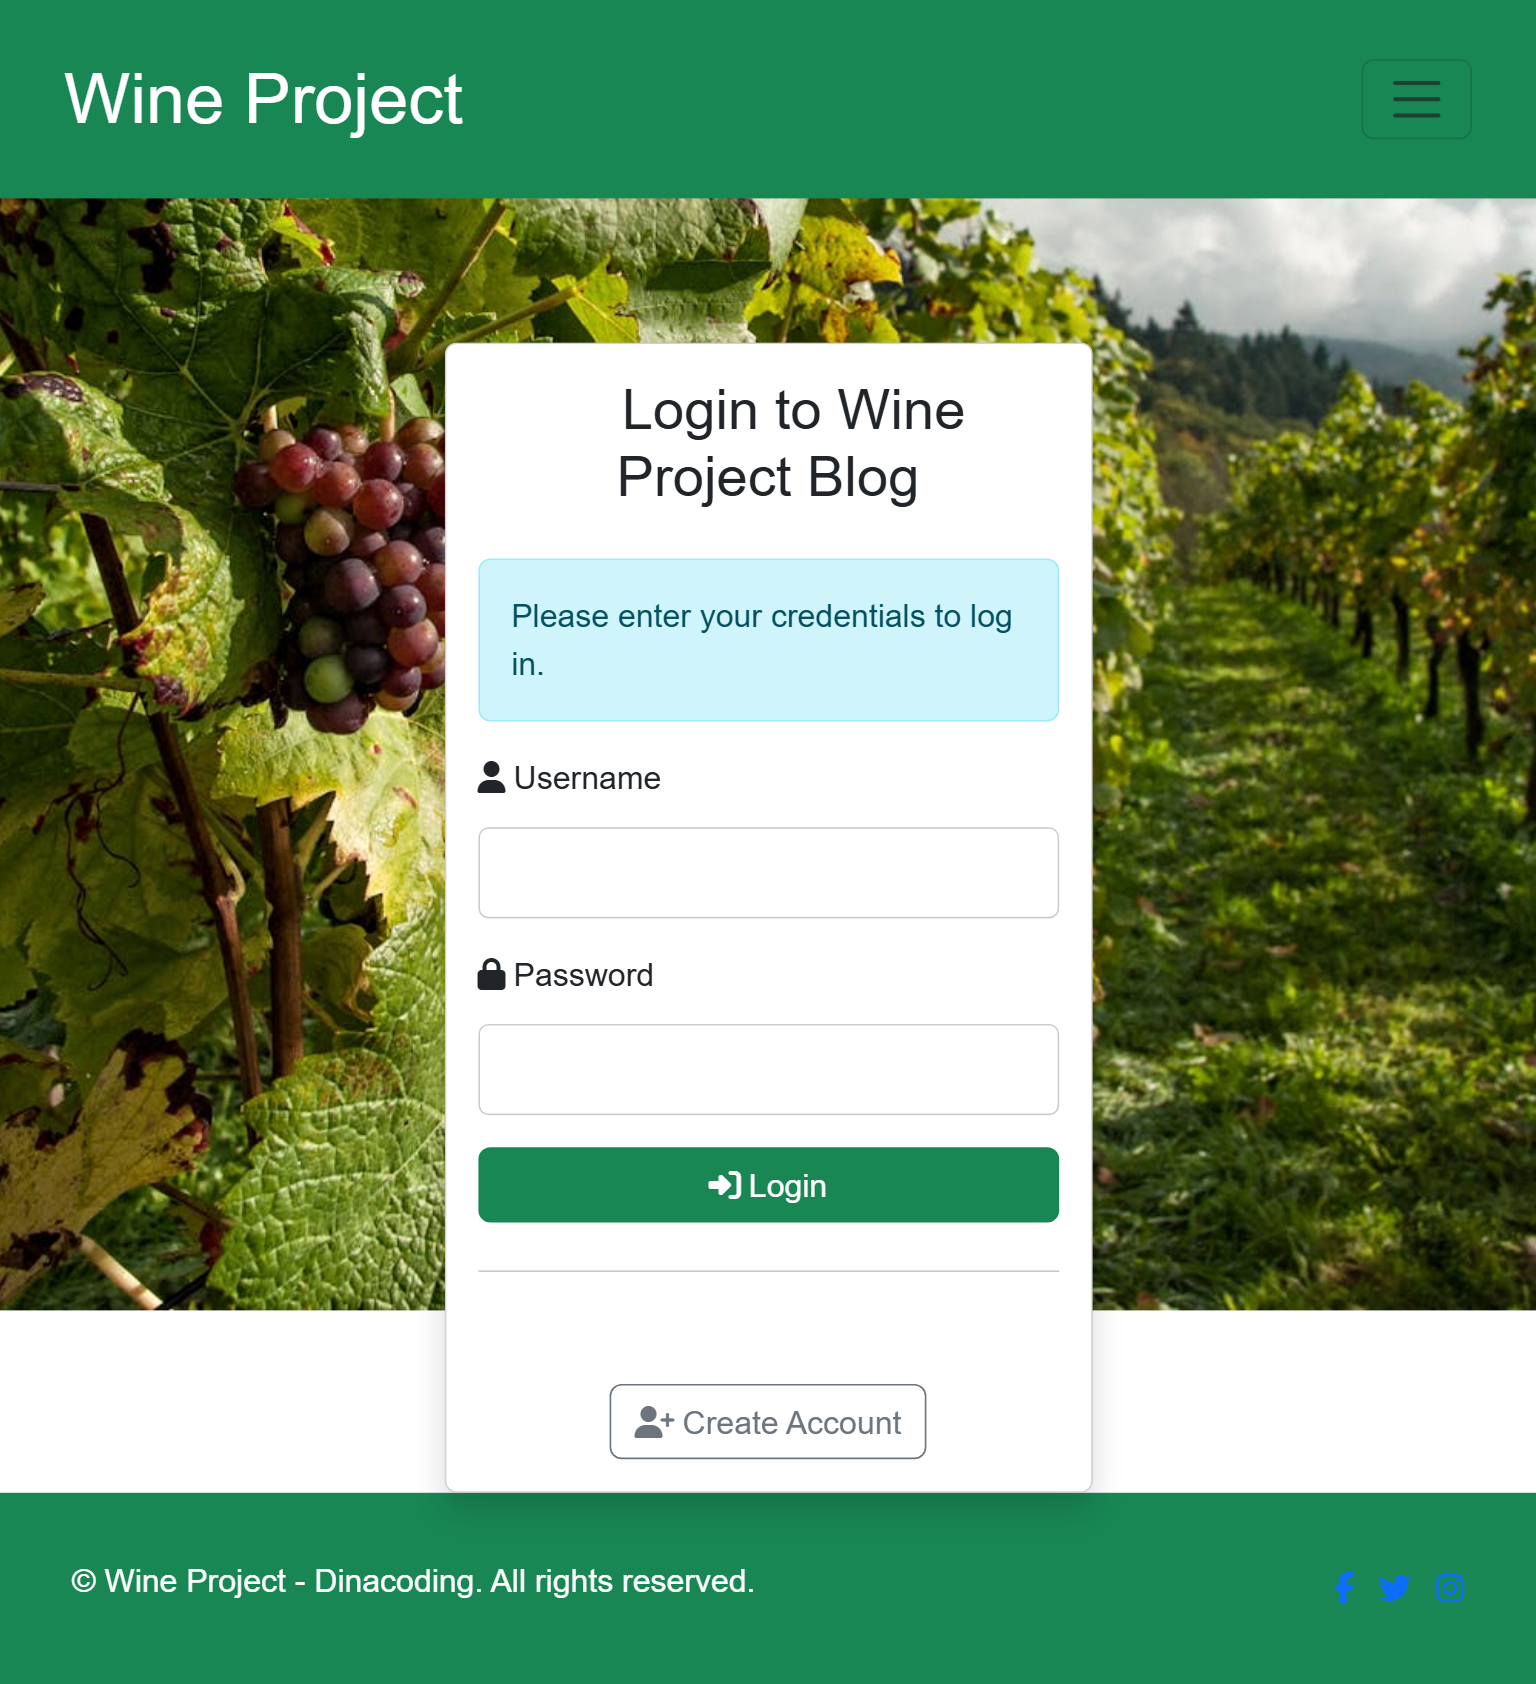 Wine Project
Login to Wine
Project Blog
Please enter your credentials to log
in.
Username
Password
Login
Create Account
© Wine Project - Dinacoding. All rights reserved.